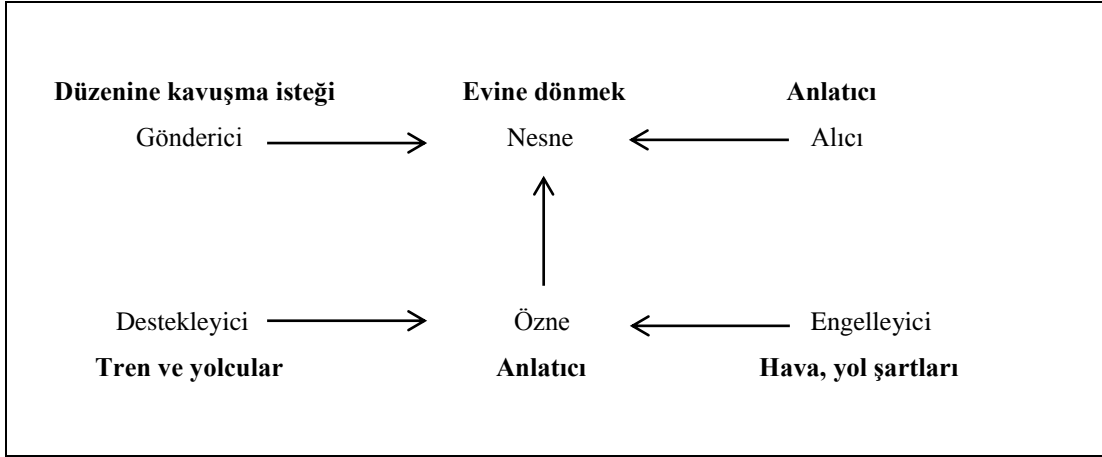 Düzenine kavuşma isteği Evine dönmek Anlatıcı
Gönderici Nesne Alıcı
Destekleyici Özne Engelleyici
Tren ve yolcular Anlatıcı Hava, yol şartları